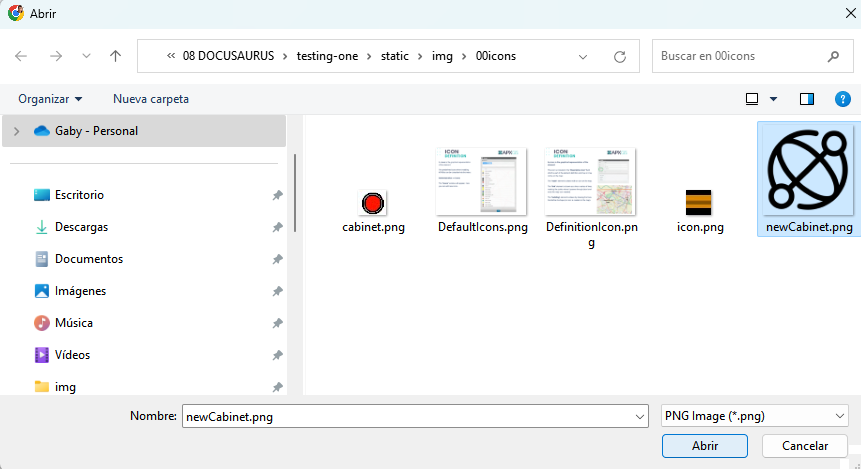 Abrir
« 08 DOCUSAURUS > testing-one > static > img > 00icons
Buscar en 00icons
Organizar
Nueva carpeta
Gaby - Personal
Escritorio
Descargas
Documentos
Imágenes
Música
Vídeos
img
ICON
DEFINITION
ICON
DEFINITION
cabinet.png
DefaultIcons.png
DefinitionIcon.pn
g
icon.png
newCabinet.png
Nombre:
newCabinet.png
PNG Image (*.png)
Abrir
Cancelar